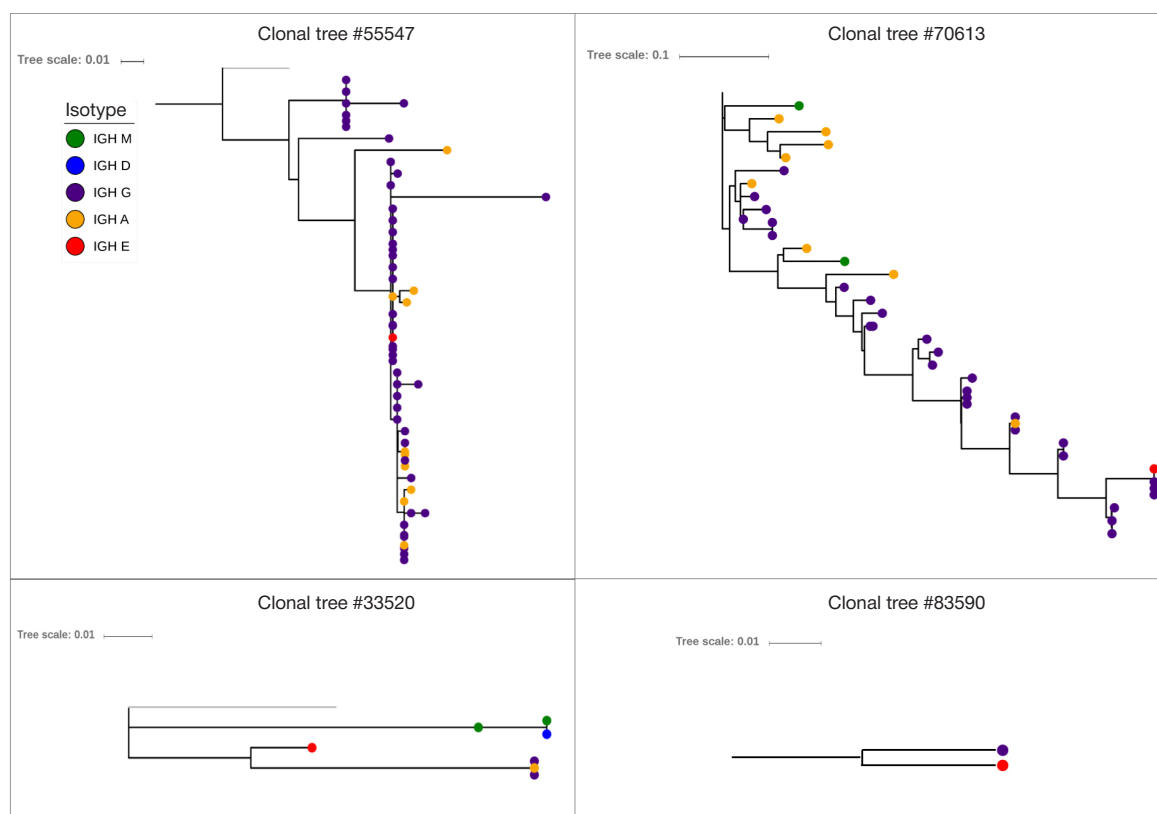 Clonal tree #55547
Tree scale: 0.01
Isotype
IGH M
IGH D
IGH G
IGH A
IGH E
Clonal tree #70613
Tree scale: 0.1
Clonal tree #33520
Tree scale: 0.01
Clonal tree #83590
Tree scale: 0.01